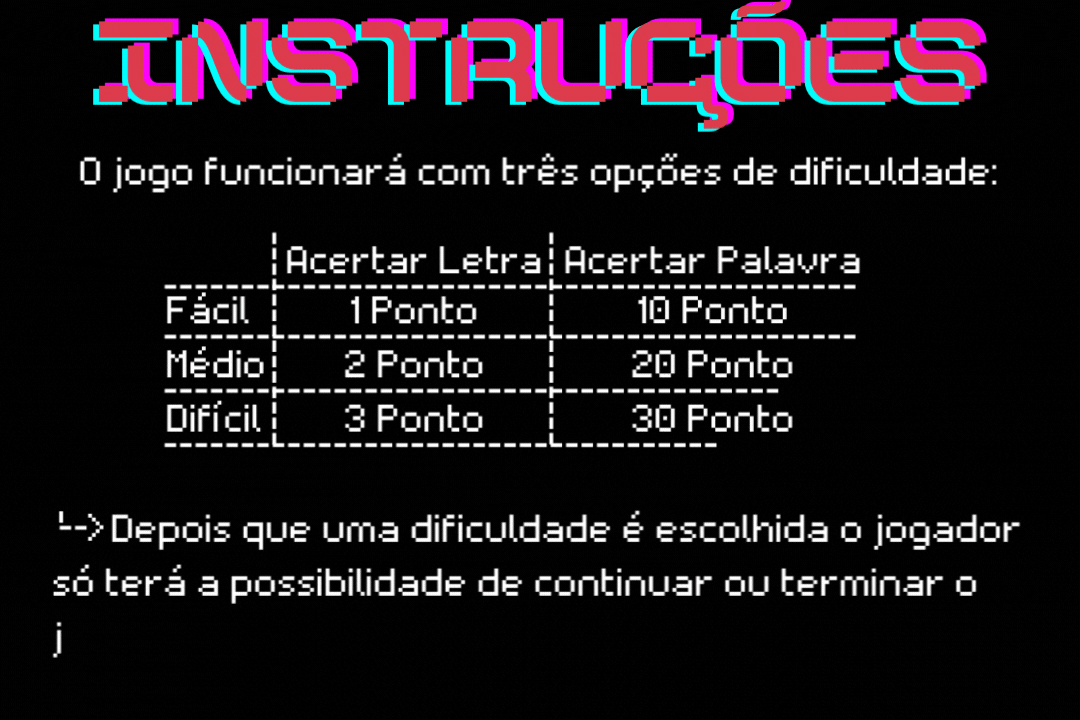 INSTRUÇÕES
O jogo funcionará com três opções de dificuldade:
Acertar Letra Acertar Palavra
Fácil 1 Ponto 10 Ponto
Médio 2 Ponto 20 Ponto
Difícil 3 Ponto 30 Ponto
Depois que uma dificuldade é escolhida o jogador
só terá a possibilidade de continuar ou terminar o
j